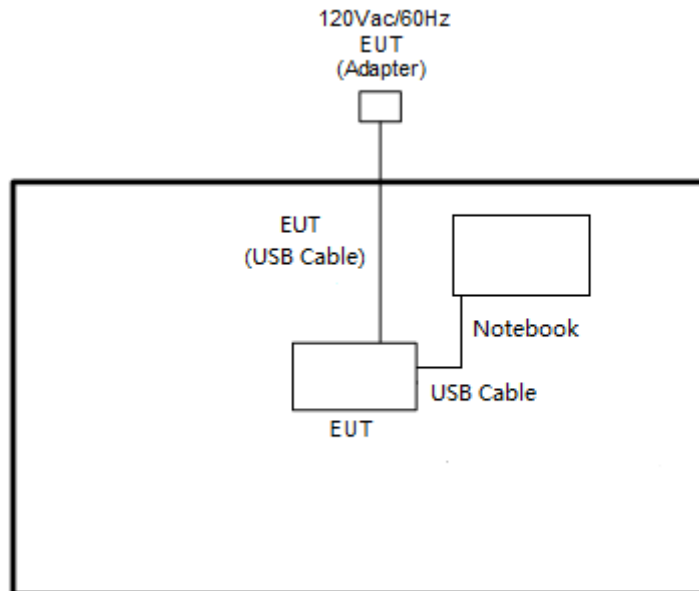 120Vac/60Hz
EUT
(Adapter)
EUT
(USB Cable)
Notebook
USB Cable
EUT